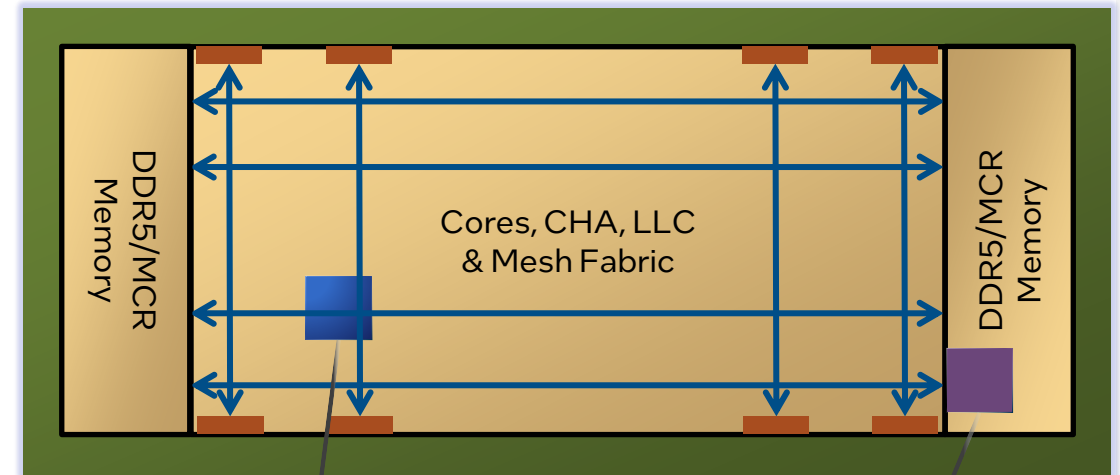 DDR5/MCR
Memory
Cores, CHA, LLC
& Mesh Fabric
DDR5/MCR
Memory